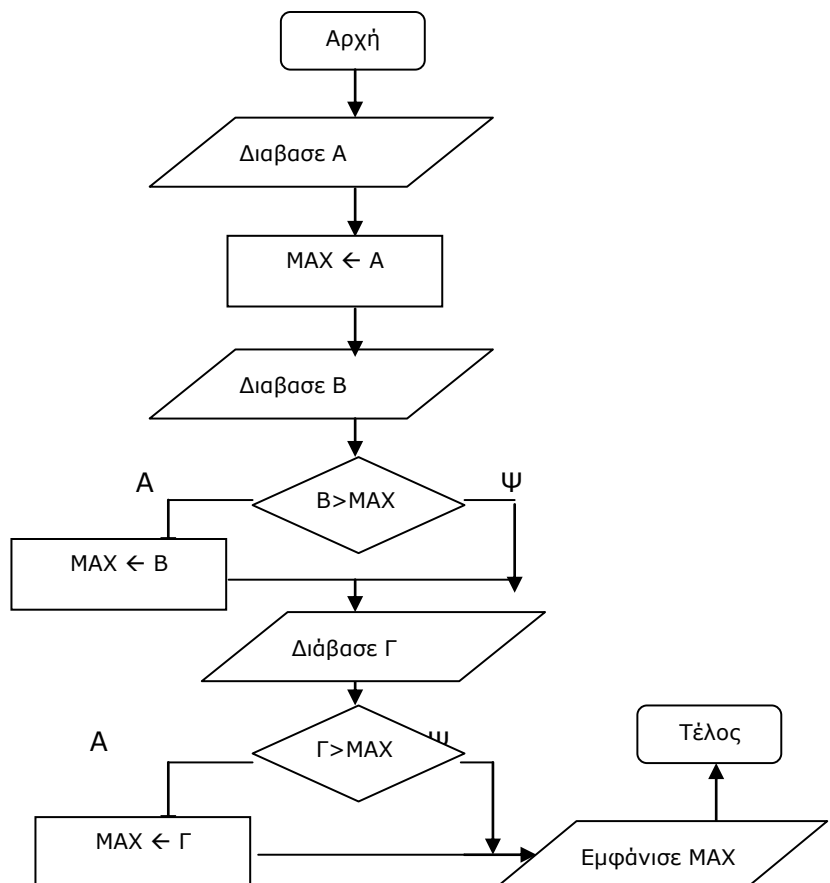 Αρχή
Διαβασε Α
ΜΑΧ ← Α
Διαβασε Β
Α
Β>ΜΑΧ
Ψ
ΜΑΧ ← Β
Διάβασε Γ
Α
Γ>ΜΑΧ
Ψ
Τέλος
ΜΑΧ ← Γ
Εμφάνισε ΜΑΧ